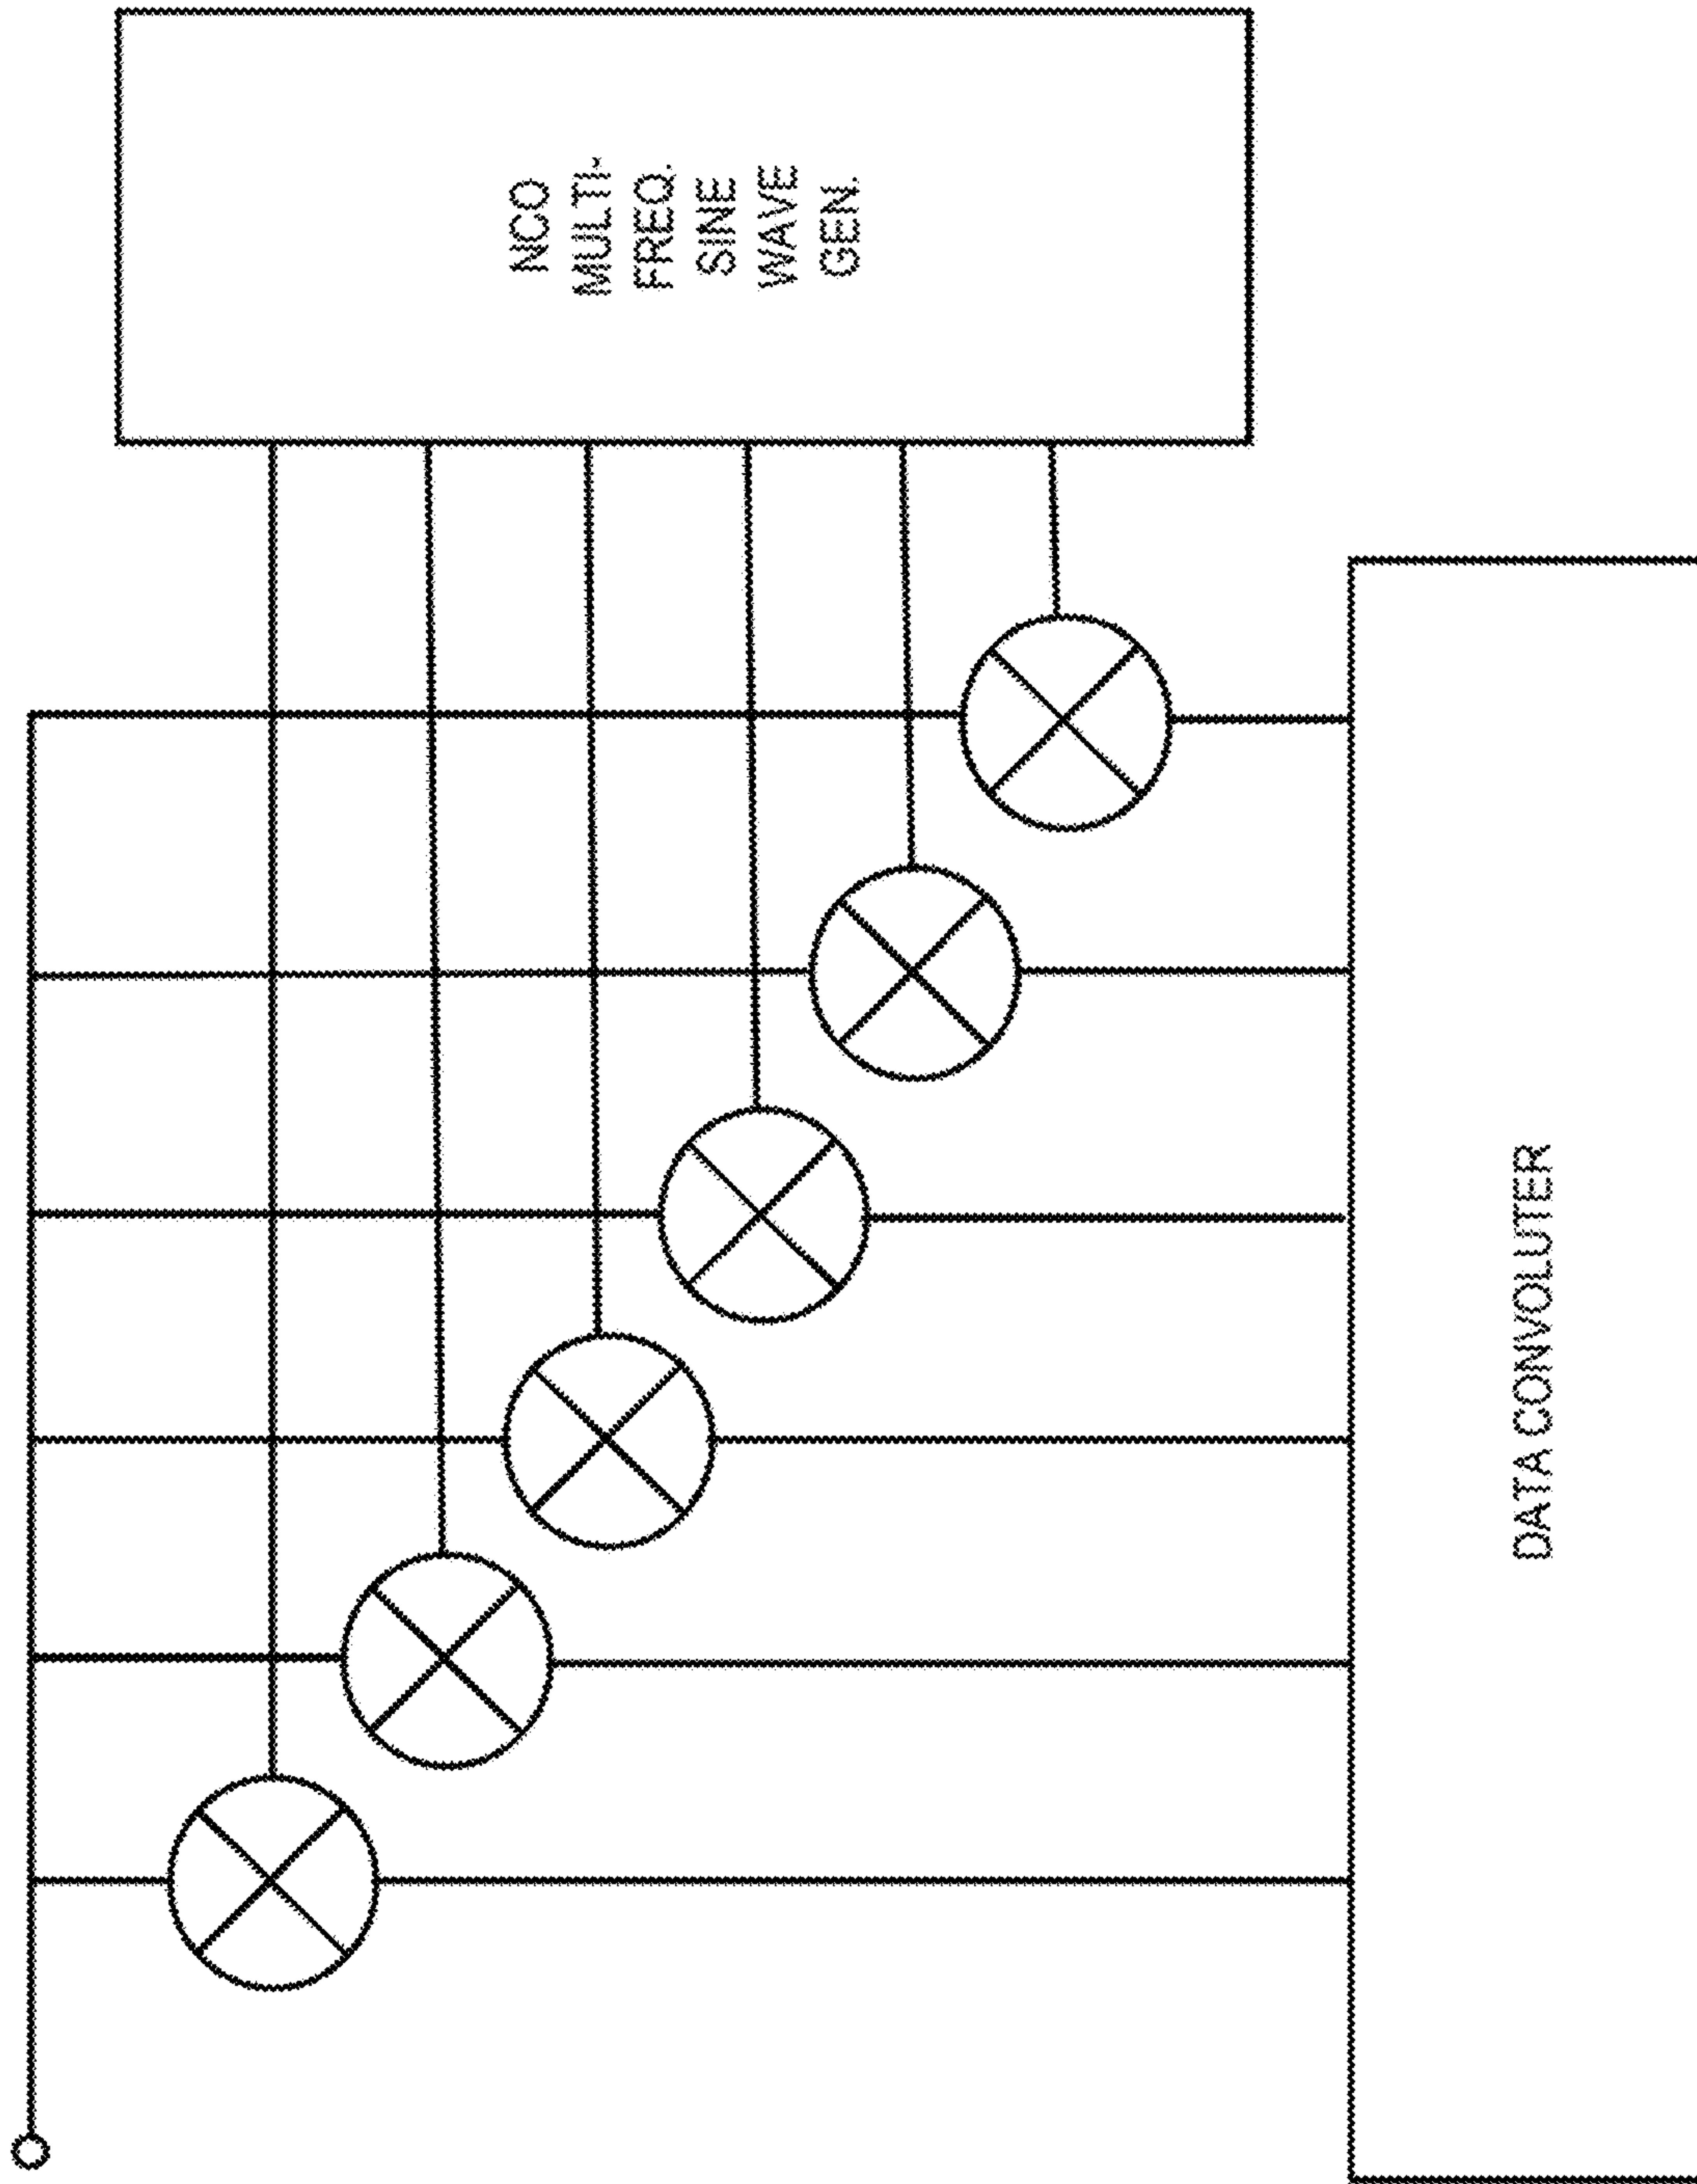 NCO
MULTI-
FREQ.
SINE
WAVE
GEN.
DATA CONVOLUTER